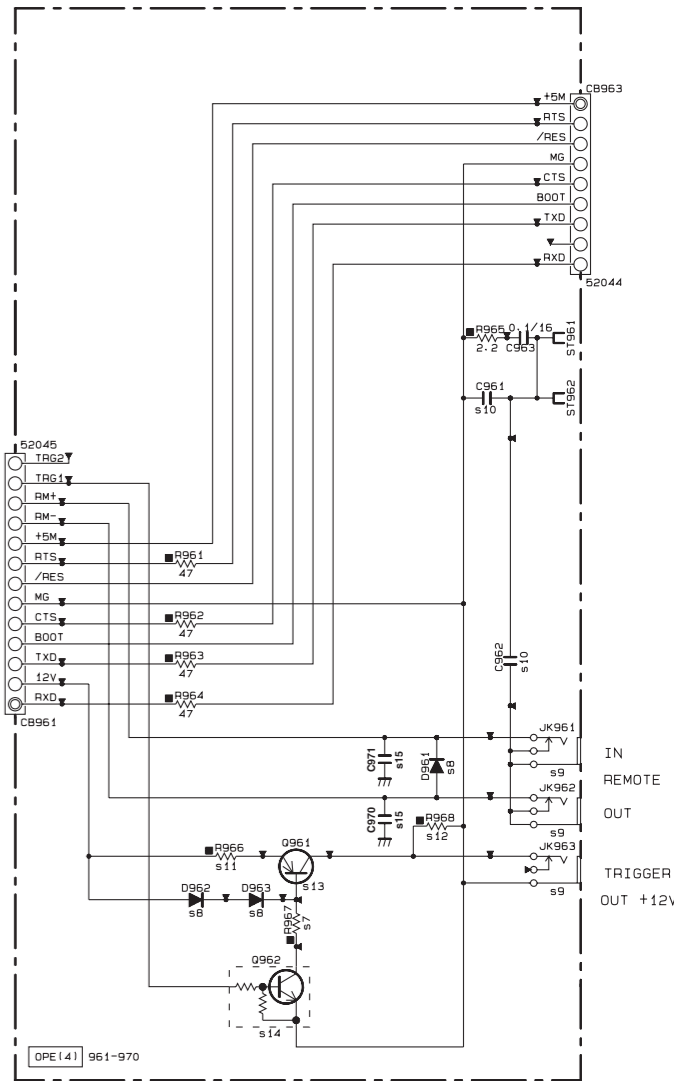 CB963
+5M
RTS
/RES
MG
CTS
BOOT
TXD
RXD
52044
R965
2.2
0.1/16
C963
ST961
C961
s10
ST962
52045
TRG2
TRG1
RM+
RM-
+5M
RTS
R961
47
/RES
MG
CTS
R962
47
BOOT
TXD
R963
47
12V
RXD
R964
47
CB961
C962
s10
JK961
s9
IN
REMOTE
C971
s15
D961
s8
JK962
s9
OUT
C970
s15
R968
s12
JK963
s9
TRIGGER
OUT +12V
R966
s11
Q961
s13
D962
s8
D963
s8
R967
s7
Q962
s14
OPE(4) 961-970